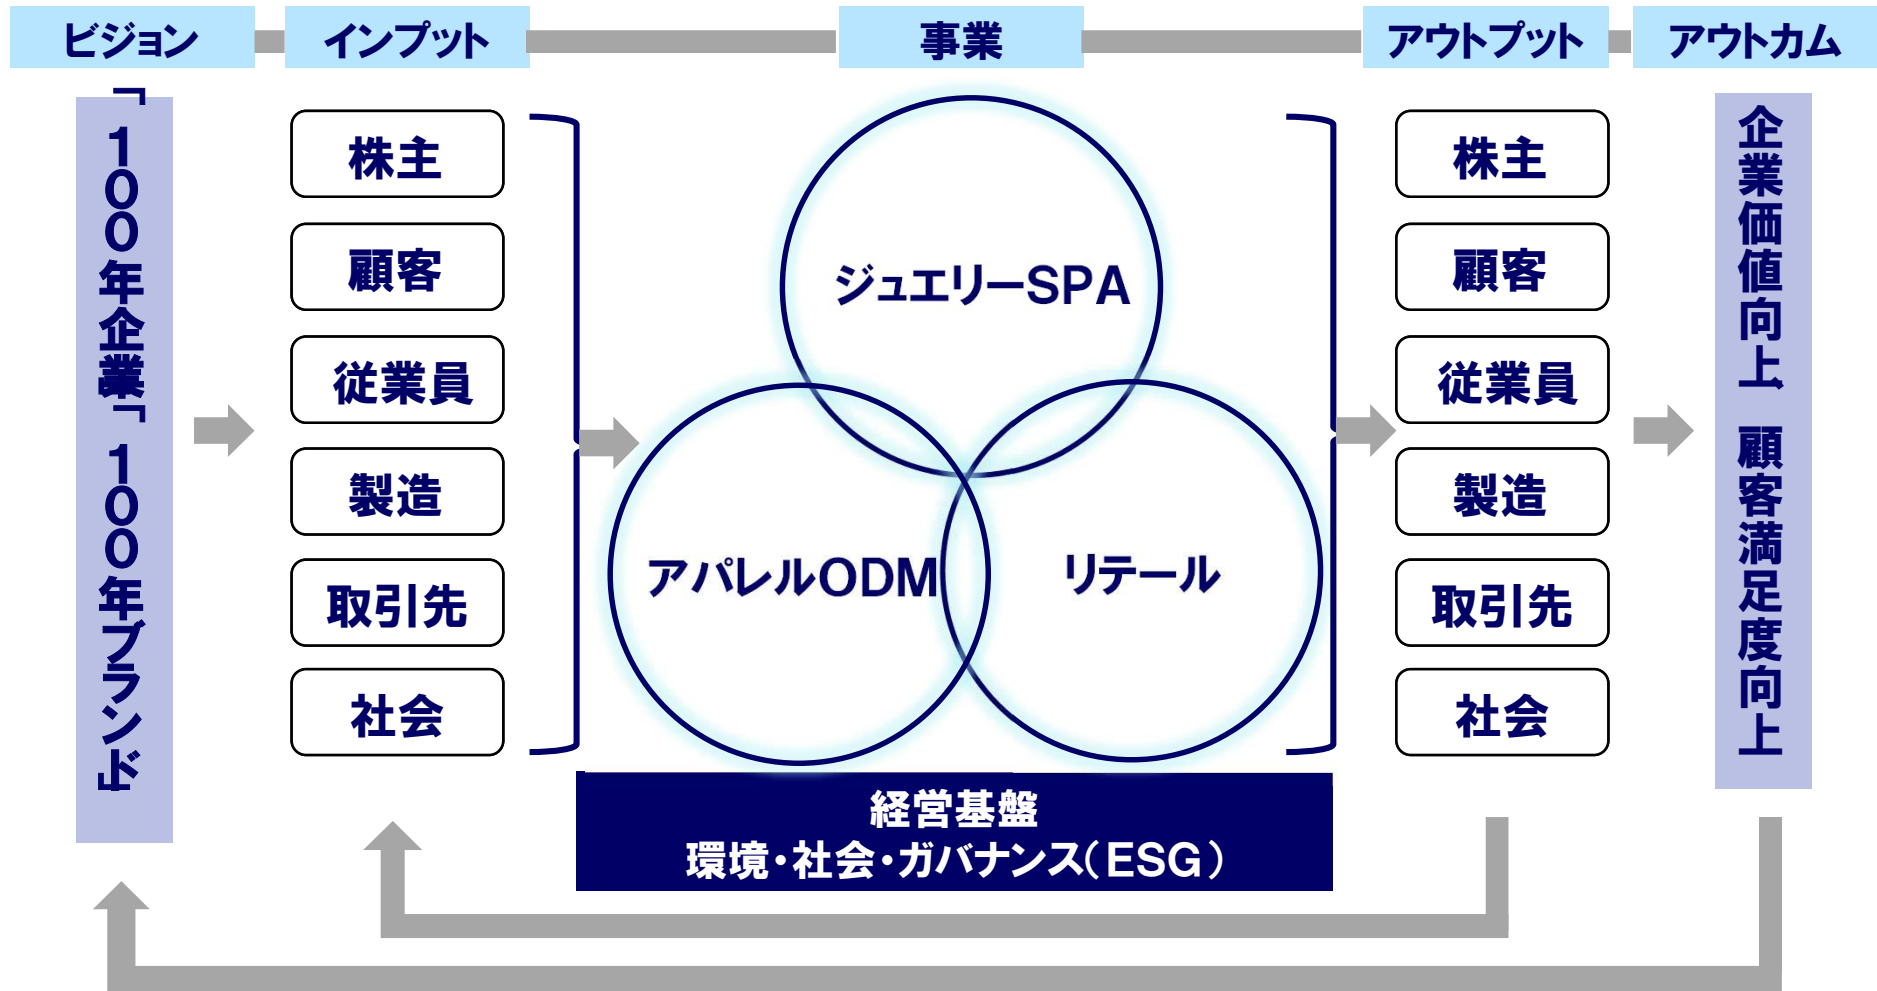 ビジョン
インプット
事業
アウトプット
アウトカム
「100年企業」「100年ブランド」
株主
顧客
従業員
製造
取引先
社会
ジュエリーSPA
アパレルODM
リテール
経営基盤
環境・社会・ガバナンス(ESG)
株主
顧客
従業員
製造
取引先
社会
企業価値向上 顧客満足度向上